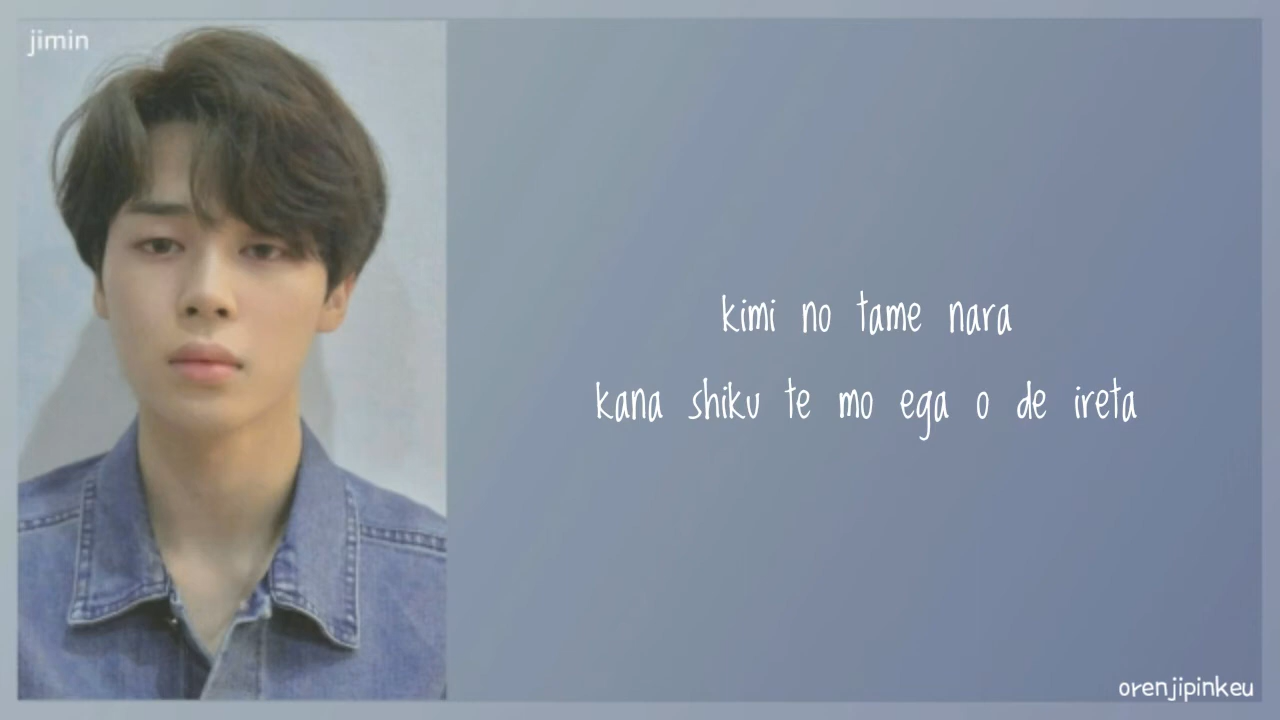 jimin
kimi no tame nara
kana shiku te mo ega o de ireta
orenjipinkeu